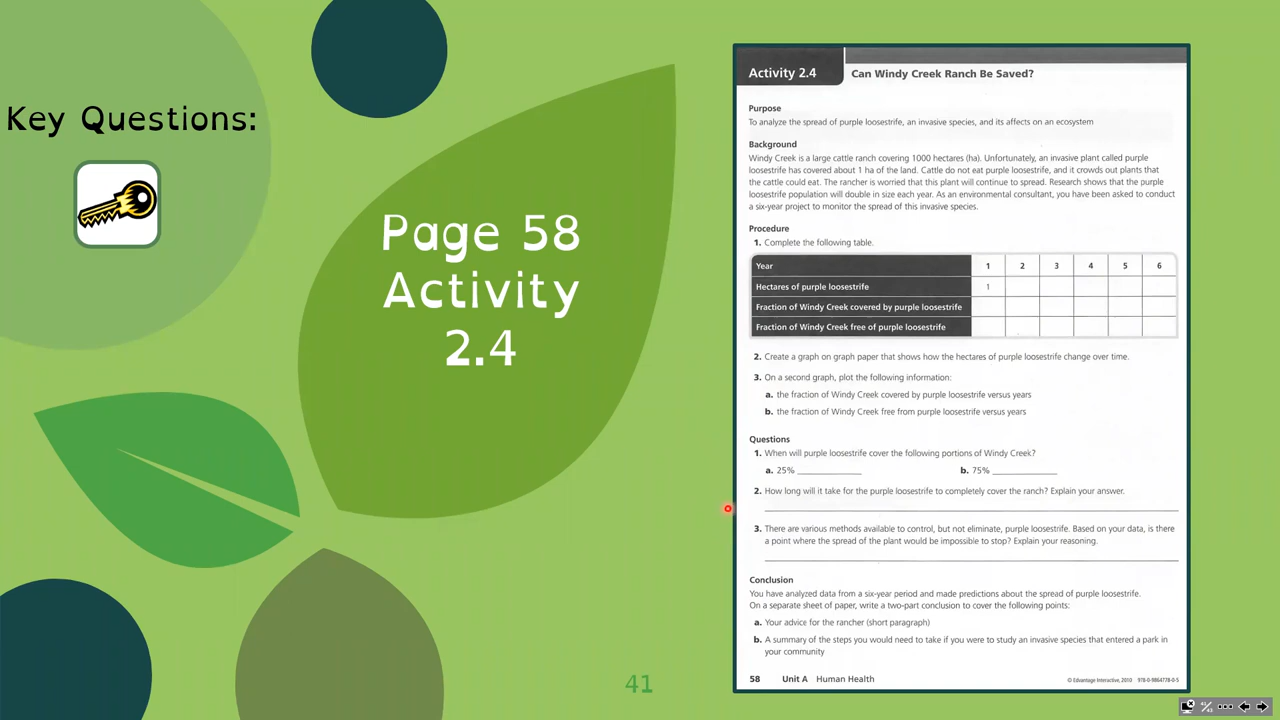 Key Questions:
Page 58
Activity
2.4
41
Activity 2.4
Can Windy Creek Ranch Be Saved?
Purpose
To analyze the spread of purple loosestrife, an invasive species, and its affects on an ecosystem
Background
Windy Creek is a large cattle ranch covering 1000 hectares (ha). Unfortunately, an invasive plant called purple
loosestrife has covered about 1 ha of the land. Cattle do not eat purple loosestrife, and it crowds out plants that
the cattle could eat. The rancher is worried that this plant will continue to spread. Research shows that the purple
loosestrife population will double in size each year. As an environmental consultant, you have been asked to conduct
a six-year project to monitor the spread of this invasive species.
Procedure
1. Complete the following table.
Year 1 2 3 4 5 6
Hectares of purple loosestrife 1
Fraction of Windy Creek covered by purple loosestrife
Fraction of Windy Creek free of purple loosestrife
2. Create a graph on graph paper that shows how the hectares of purple loosestrife change over time.
3. On a second graph, plot the following information:
a. the fraction of Windy Creek covered by purple loosestrife versus years
b. the fraction of Windy Creek free from purple loosestrife versus years
Questions
1. When will purple loosestrife cover the following portions of Windy Creek?
a. 25% ____________ b. 75% ____________
2. How long will it take for the purple loosestrife to completely cover the ranch? Explain your answer.
3. There are various methods available to control, but not eliminate, purple loosestrife. Based on your data, is there
a point where the spread of the plant would be impossible to stop? Explain your reasoning.
Conclusion
You have analyzed data from a six-year period and made predictions about the spread of purple loosestrife.
On a separate sheet of paper, write a two-part conclusion to cover the following points:
a. Your advice for the rancher (short paragraph)
b. A summary of the steps you would need to take if you were to study an invasive species that entered a park in
your community
58 Unit A Human Health
© Edvantage Interactive, 2010 978-0-9864778-0-5